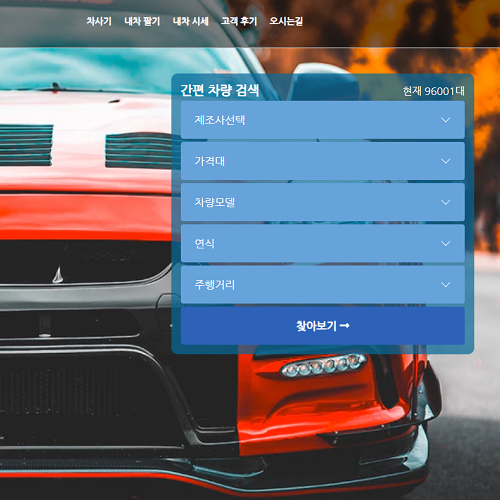 차사기 내차 팔기 내차 시세 고객 후기 오시는길
간편 차량 검색 현재 96001대
제조사선택
가격대
차량모델
연식
주행거리
찾아보기 →